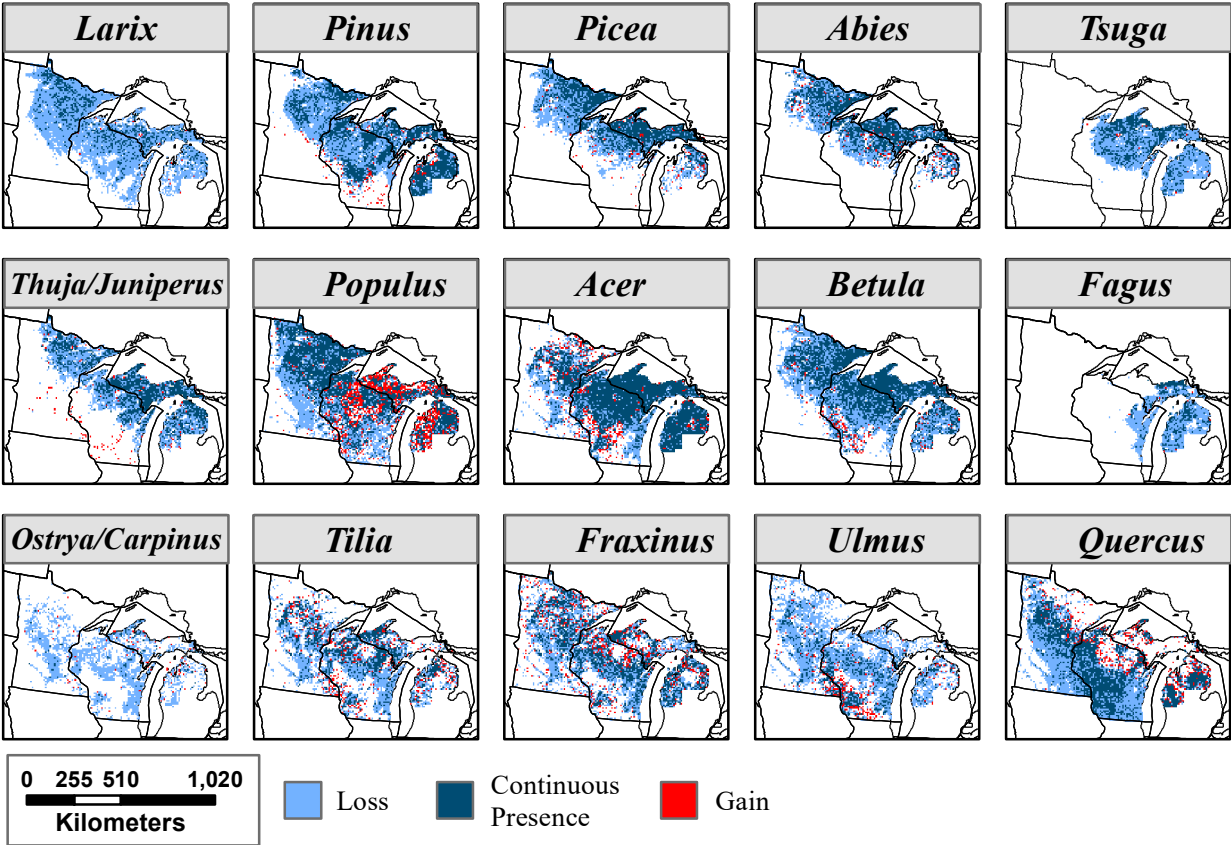 Larix
Pinus
Picea
Abies
Tsuga
Thuja/Juniperus
Populus
Acer
Betula
Fagus
Ostrya/Carpinus
Tilia
Fraxinus
Ulmus
Quercus
0 255 510 1,020
Kilometers
Loss
Continuous
Presence
Gain